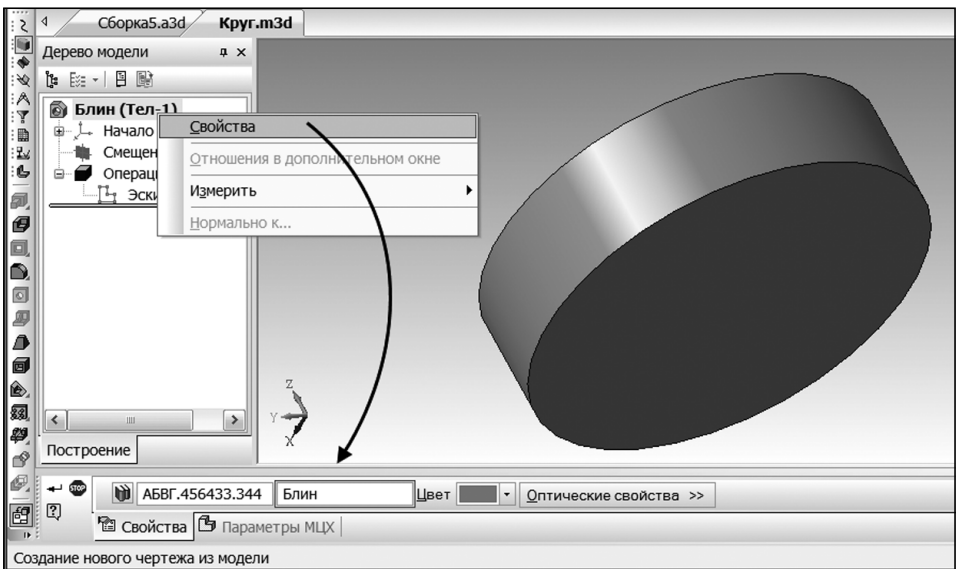 Сборка5.a3d Круг.m3d
Дерево модели
Блин (Тел-1)
Начало
Смещен
Операц
Эски
Свойства
Отношения в дополнительном окне
Измерить
Нормально к...
Z
Y
X
Построение
STOP
АБВГ.456433.344 Блин Цвет Оптические свойства >>
Свойства Параметры МЦХ
Создание нового чертежа из модели